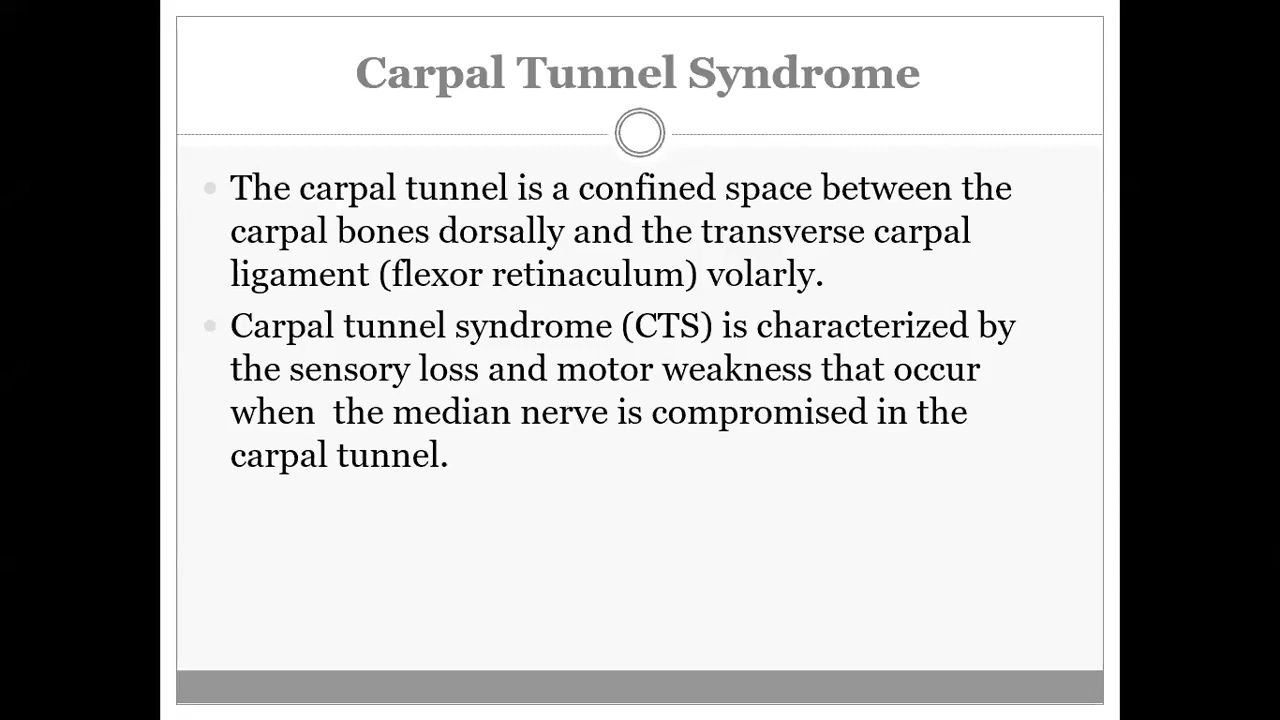 Carpal Tunnel Syndrome
The carpal tunnel is a confined space between the
carpal bones dorsally and the transverse carpal
ligament (flexor retinaculum) volarly.
Carpal tunnel syndrome (CTS) is characterized by
the sensory loss and motor weakness that occur
when  the median nerve is compromised in the
carpal tunnel.